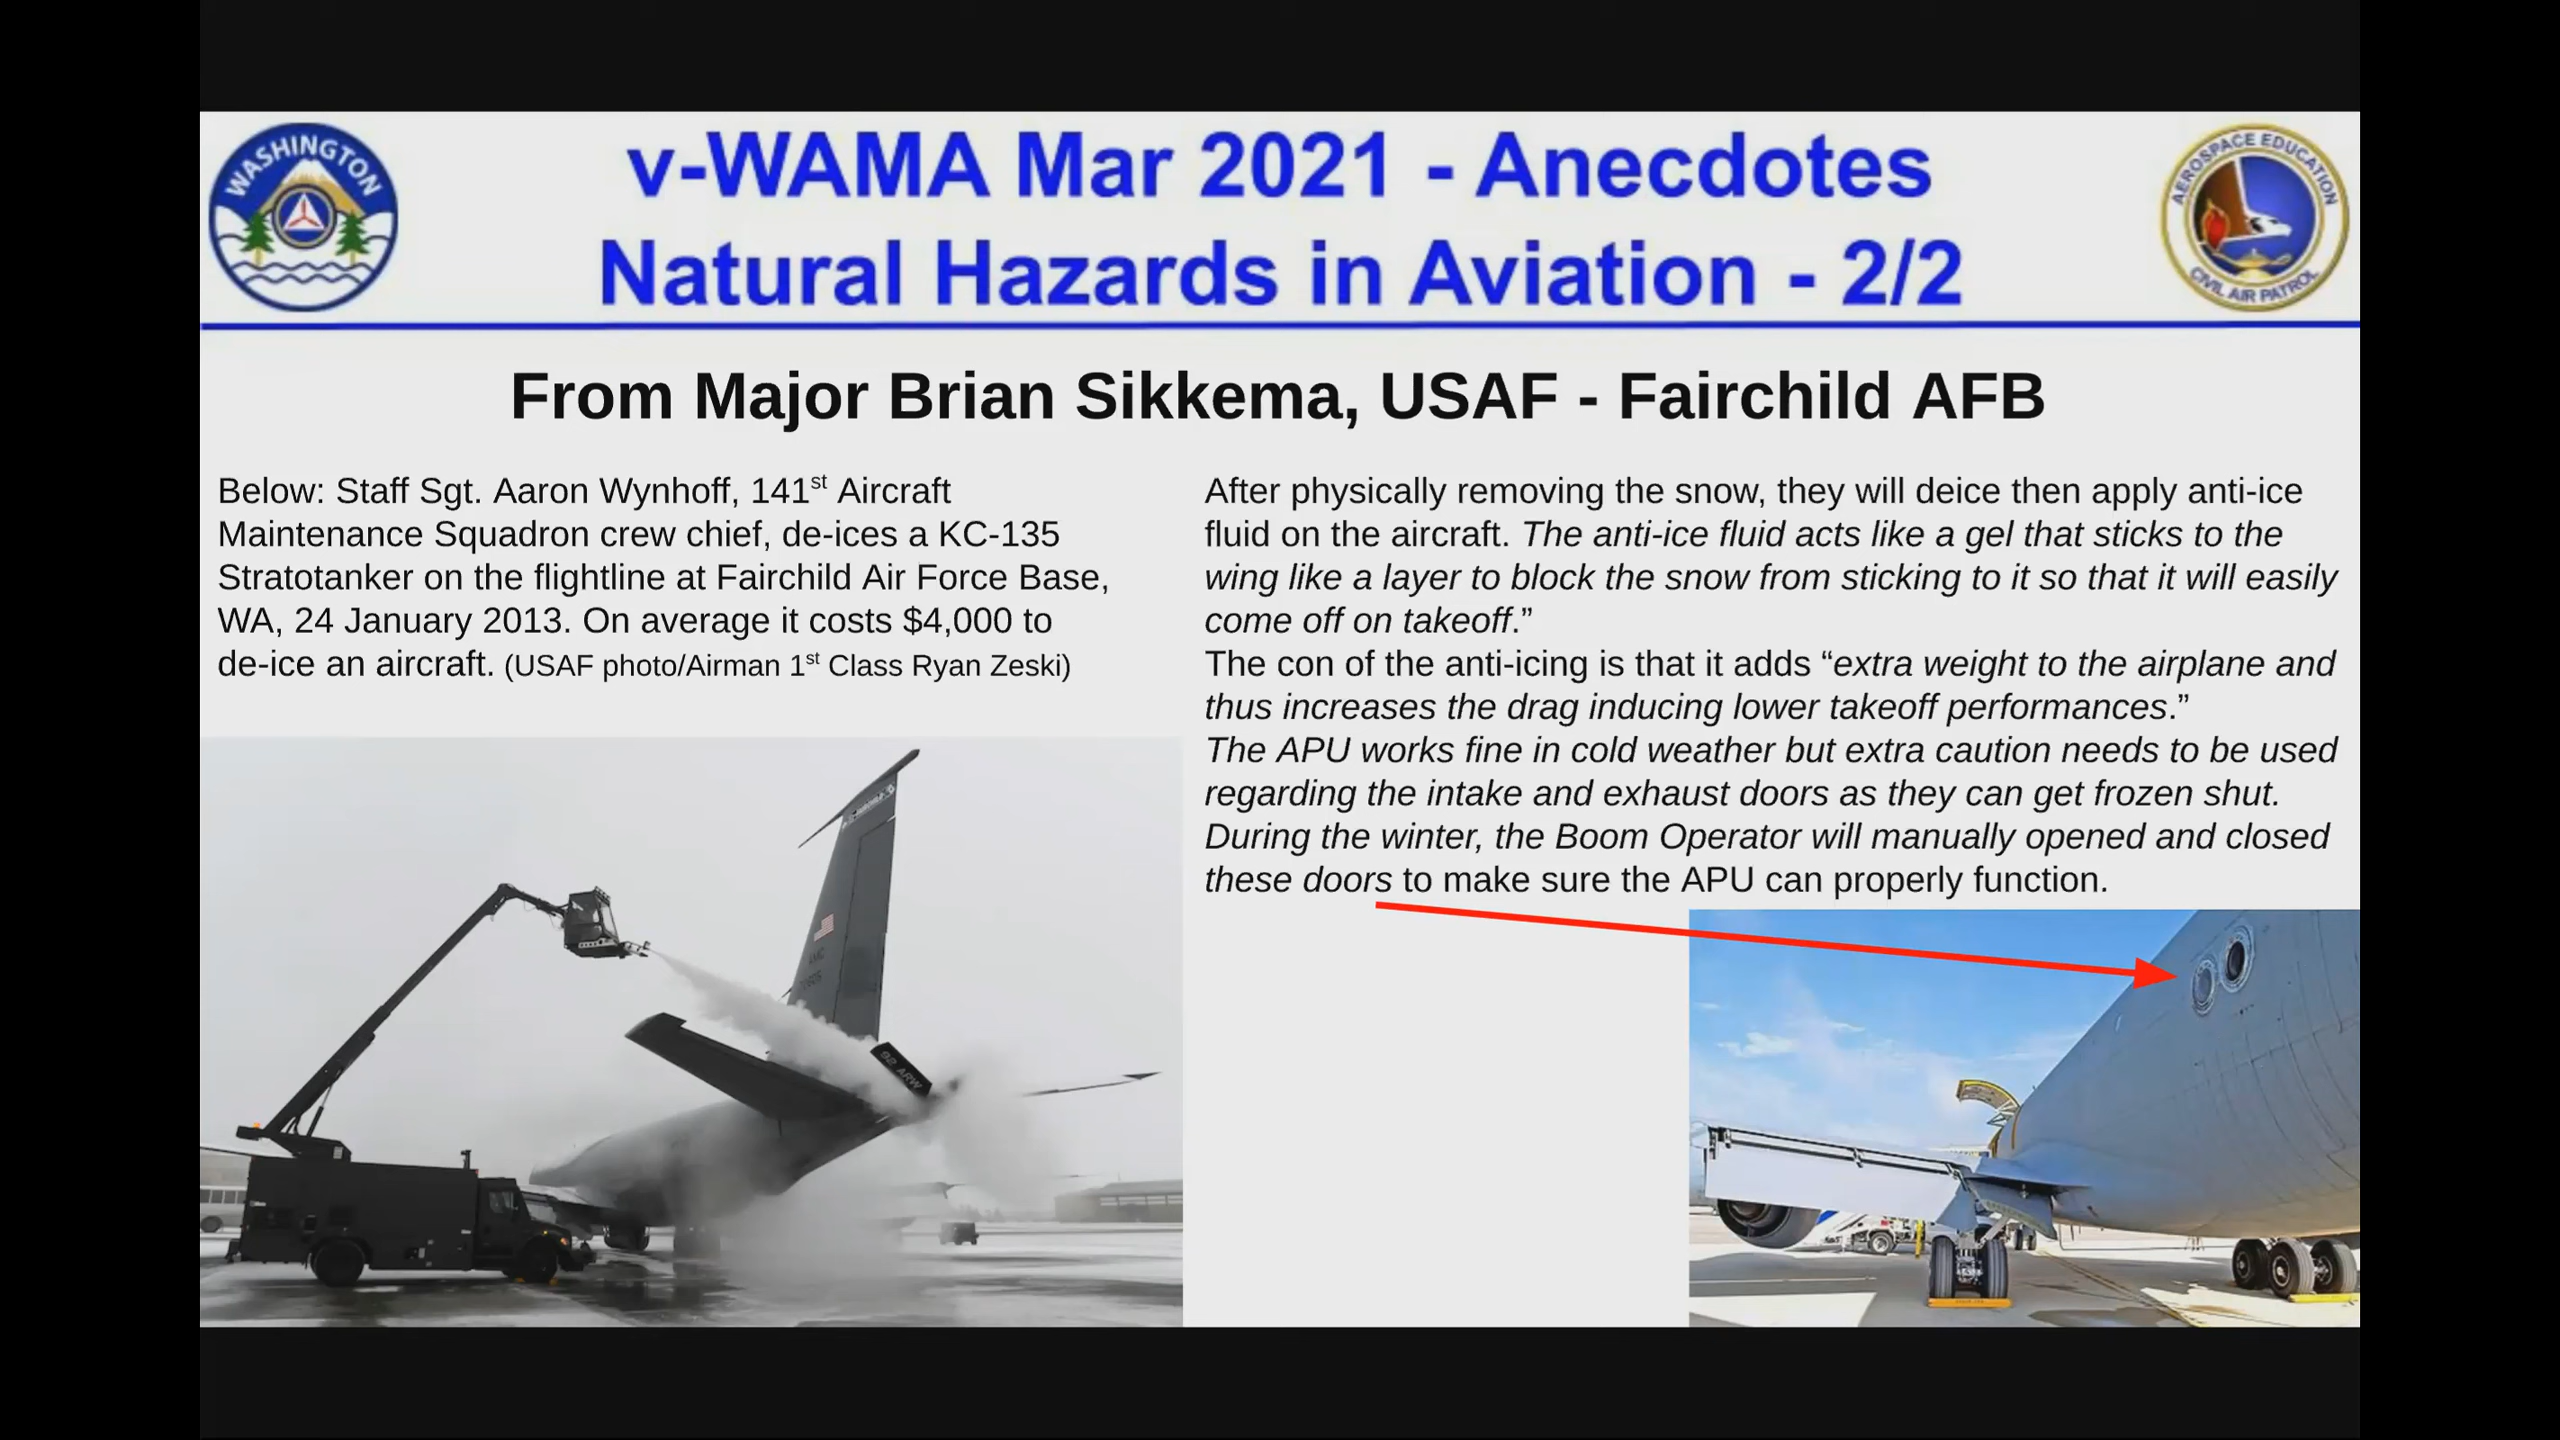 WASHINGTON
v-WAMA Mar 2021 - Anecdotes
Natural Hazards in Aviation - 2/2
AEROSPACE EDUCATION
CIVIL AIR PATROL
From Major Brian Sikkema, USAF - Fairchild AFB
Below: Staff Sgt. Aaron Wynhoff, 141st Aircraft
Maintenance Squadron crew chief, de-ices a KC-135
Stratotanker on the flightline at Fairchild Air Force Base,
WA, 24 January 2013. On average it costs $4,000 to
de-ice an aircraft. (USAF photo/Airman 1st Class Ryan Zeski)
After physically removing the snow, they will deice then apply anti-ice
fluid on the aircraft. The anti-ice fluid acts like a gel that sticks to the
wing like a layer to block the snow from sticking to it so that it will easily
come off on takeoff.”
The con of the anti-icing is that it adds “extra weight to the airplane and
thus increases the drag inducing lower takeoff performances.”
The APU works fine in cold weather but extra caution needs to be used
regarding the intake and exhaust doors as they can get frozen shut.
During the winter, the Boom Operator will manually opened and closed
these doors to make sure the APU can properly function.
AMC
92 ARW